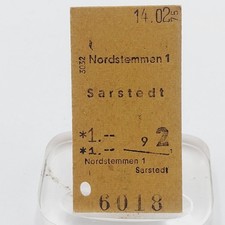 14.02
3032
Nordstemmen 1
Sarstedt
*1.--
9 2
*1.--
Nordstemmen 1
Sarstedt
6018